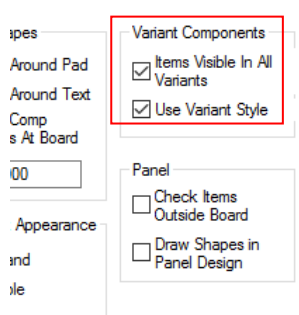 apes
Around Pad
Around Text
Comp
s At Board
00
Appearance
and
ole
Variant Components
Items Visible In All
Variants
Use Variant Style
Panel
Check Items
Outside Board
Draw Shapes in
Panel Design